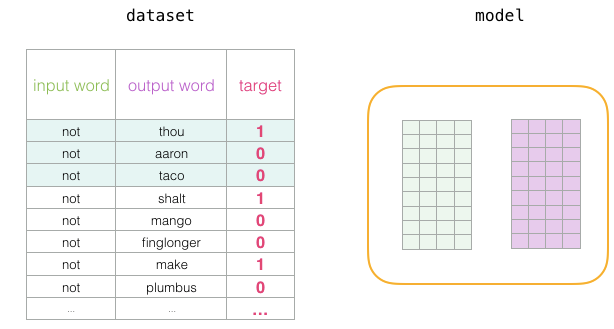 dataset model
input word output word target
not thou 1
not aaron 0
not taco 0
not shalt 1
not mango 0
not finglonger 0
not make 1
not plumbus 0
... ... ...